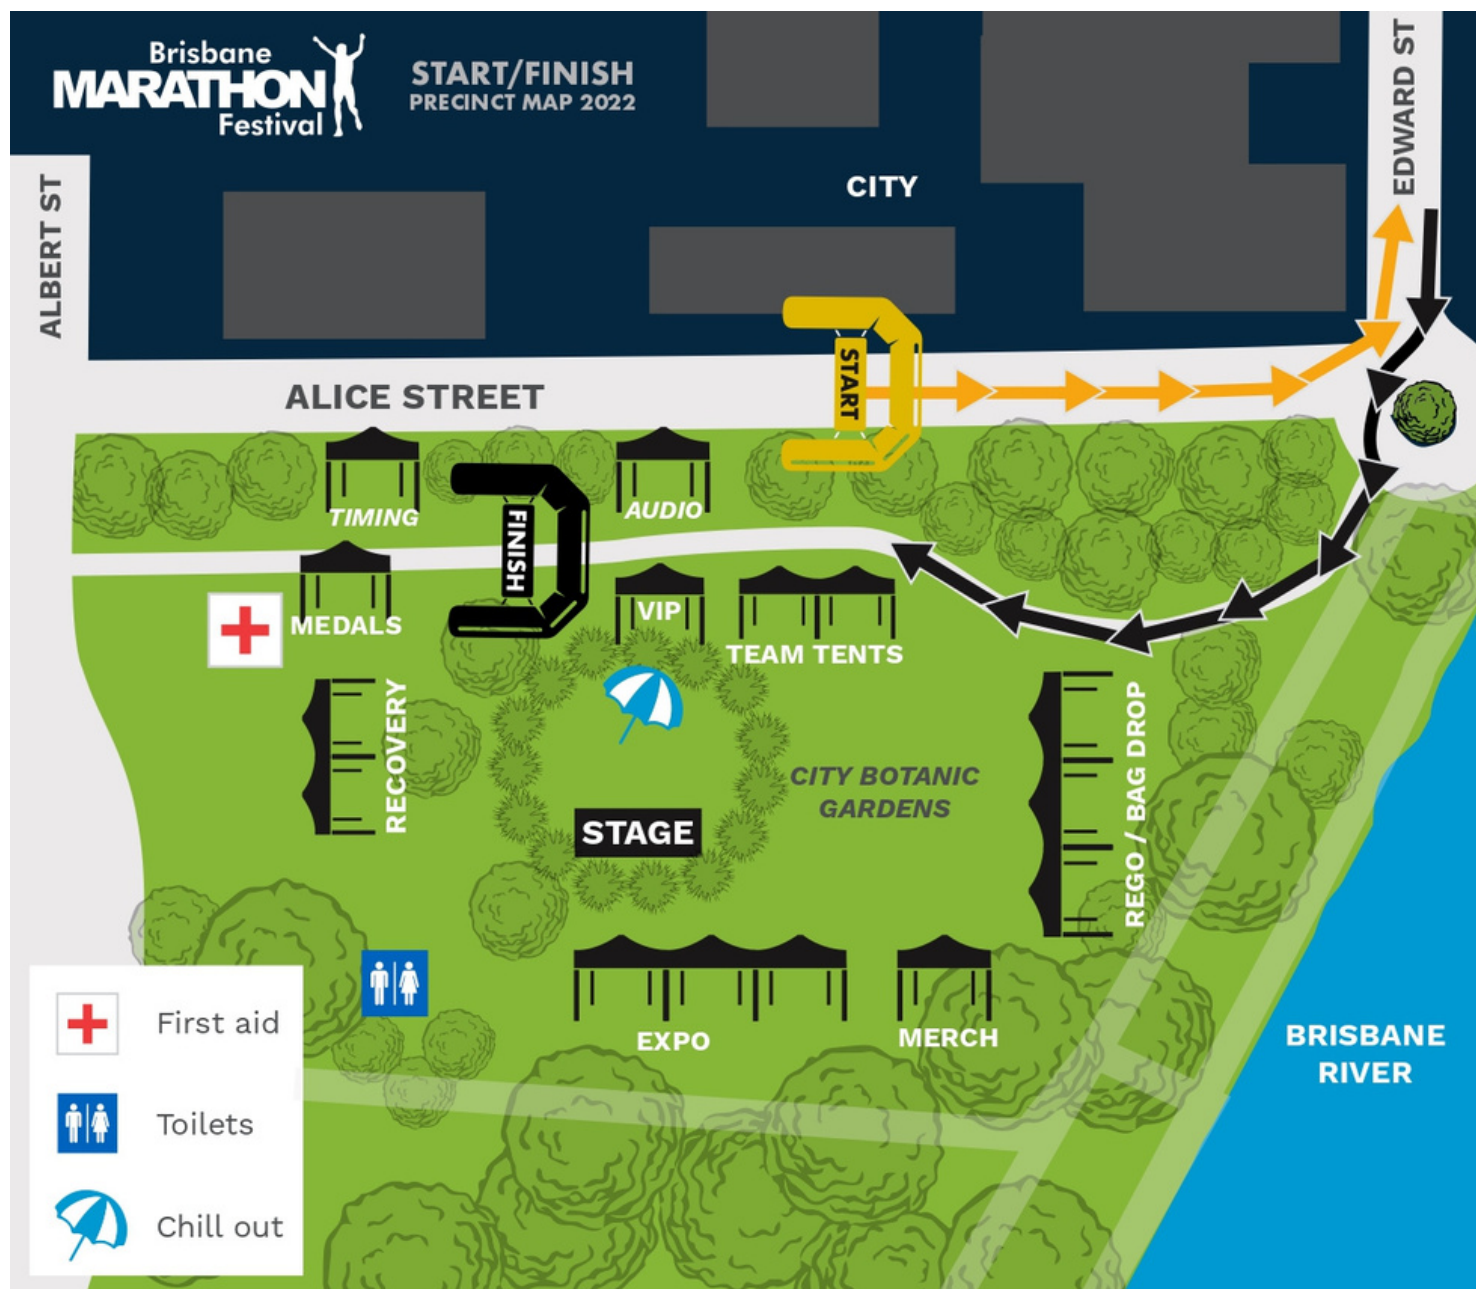 Brisbane
MARATHON
Festival
START/FINISH
PRECINCT MAP 2022
EDWARD ST
CITY
ALBERT ST
START
ALICE STREET
TIMING
AUDIO
FINISH
MEDALS
VIP
TEAM TENTS
RECOVERY
REGO / BAG DROP
CITY BOTANIC
GARDENS
STAGE
EXPO
MERCH
BRISBANE
RIVER
First aid
Toilets
Chill out